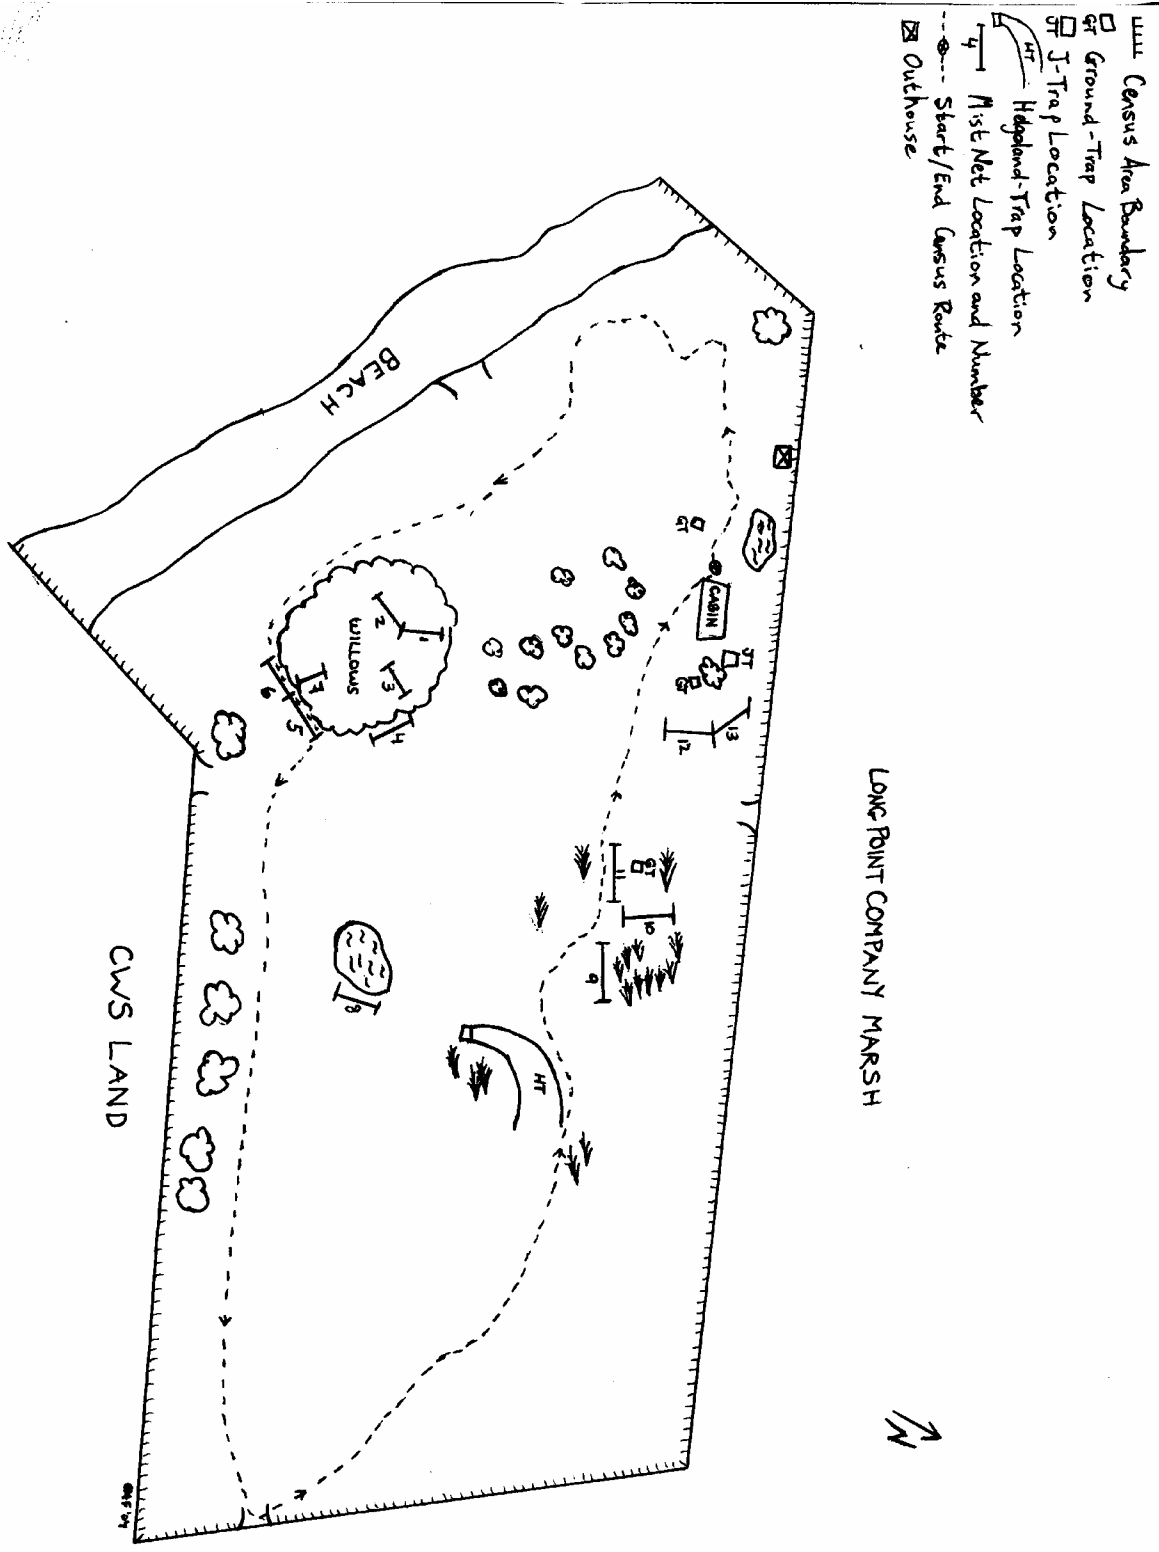 Census Area Boundary
GT Ground-Trap Location
JT J-Trap Location
HT Helgoland-Trap Location
4 Mist Net Location and Number
Start/End Census Route
Outhouse
LONG POINT COMPANY MARSH
N
BEACH
CABIN
GT
JT
GT
13
12
GT
11
10
9
HT
8
WILLOWS
1
2
3
4
5
6
7
CWS LAND